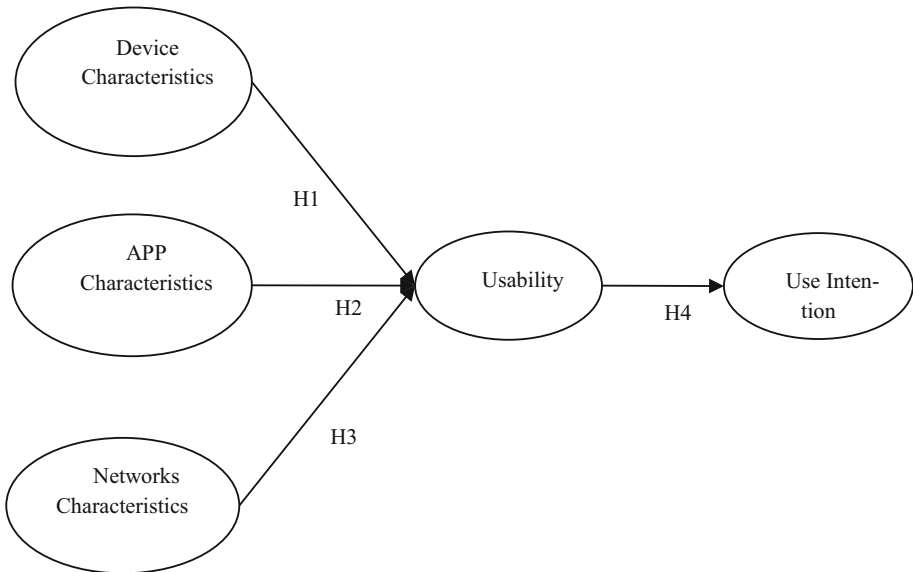 Device
Characteristics
H1
APP
Characteristics
H2
Usability
H4
Use Inten-
tion
H3
Networks
Characteristics